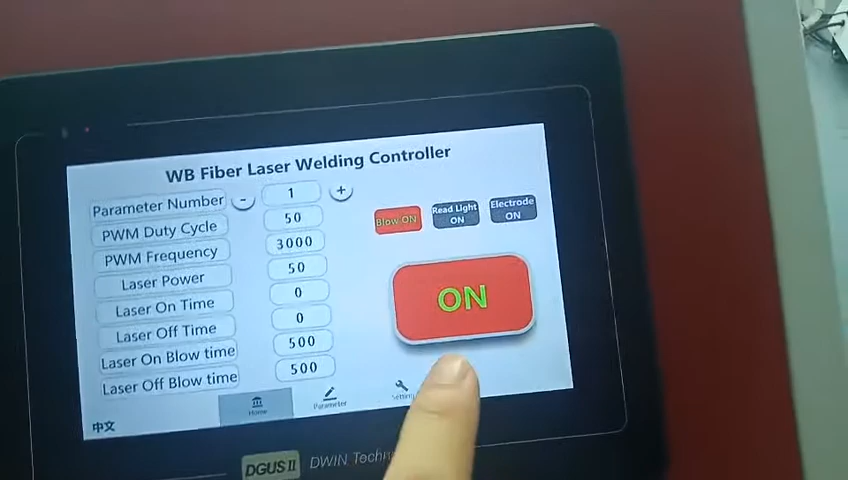 WB Fiber Laser Welding Controller
Parameter Number - 1 +
PWM Duty Cycle 50
PWM Frequency 3000
Laser Power 50
Laser On Time 0
Laser Off Time 0
Laser On Blow time 500
Laser Off Blow time 500
Blow ON
Read Light ON
Electrode ON
ON
中文
Home
Parameter
DGUS II
DWIN